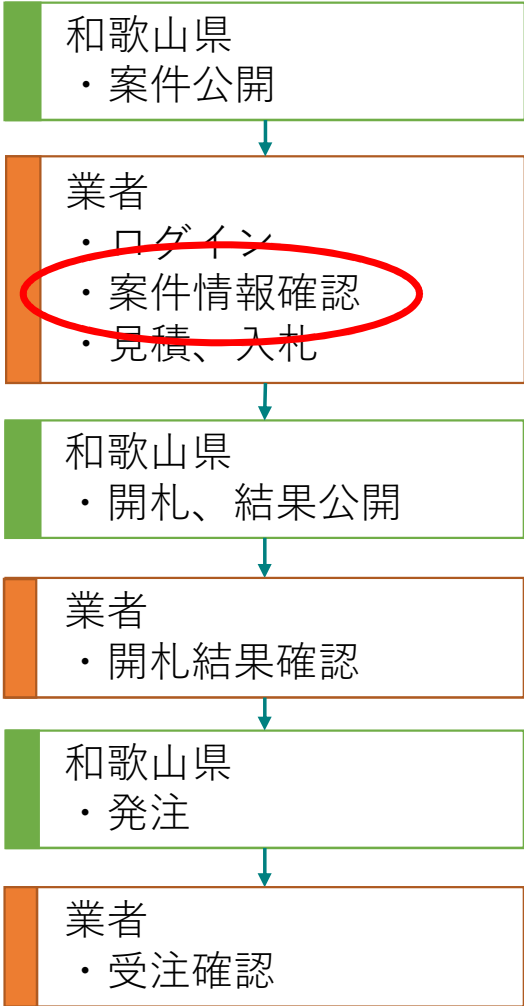 和歌山県
・案件公開
業者
・ログイン
・案件情報確認
・見積、入札
和歌山県
・開札、結果公開
業者
・開札結果確認
和歌山県
・発注
業者
・受注確認